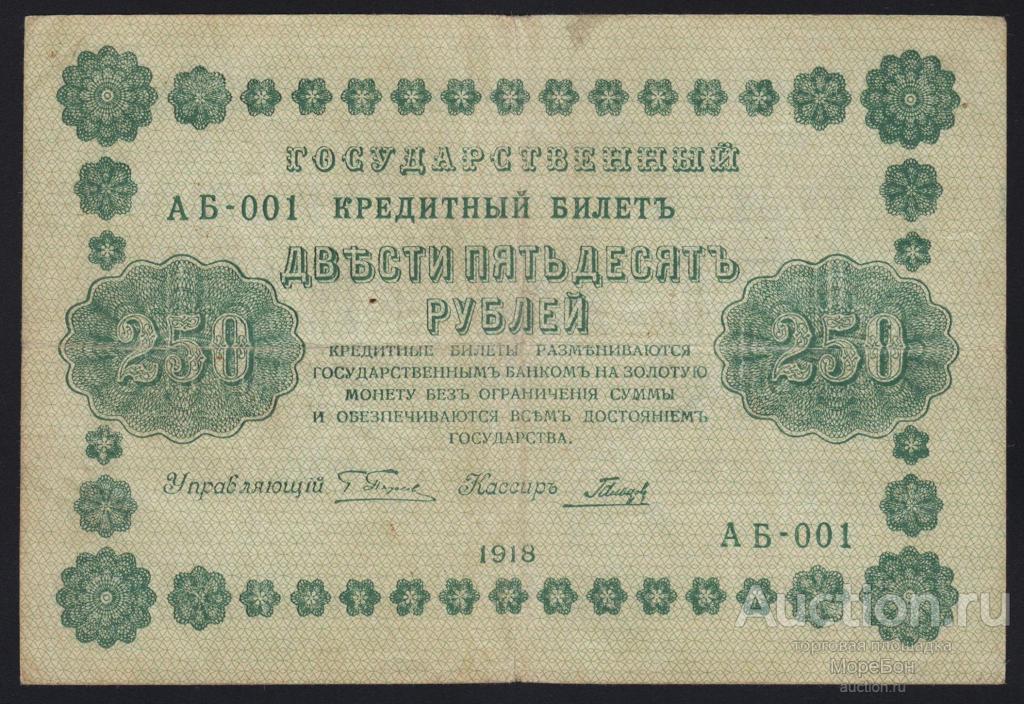 ГОСУДАРСТВЕННЫЙ
АБ-001 КРЕДИТНЫЙ БИЛЕТЪ
ДВѢСТИ ПЯТЬДЕСЯТЪ
РУБЛЕЙ
250
250
КРЕДИТНЫЕ БИЛЕТЫ РАЗМѢНИВАЮТСЯ
ГОСУДАРСТВЕННЫМЪ БАНКОМЪ НА ЗОЛОТУЮ
МОНЕТУ БЕЗЪ ОГРАНИЧЕНІЯ СУММЫ
И ОБЕЗПЕЧИВАЮТСЯ ВСѢМЪ ДОСТОЯНІЕМЪ
ГОСУДАРСТВА.
Управляющій Кассиръ
АБ-001
1918
Auction.ru
торговая площадка
МореБон
auction.ru